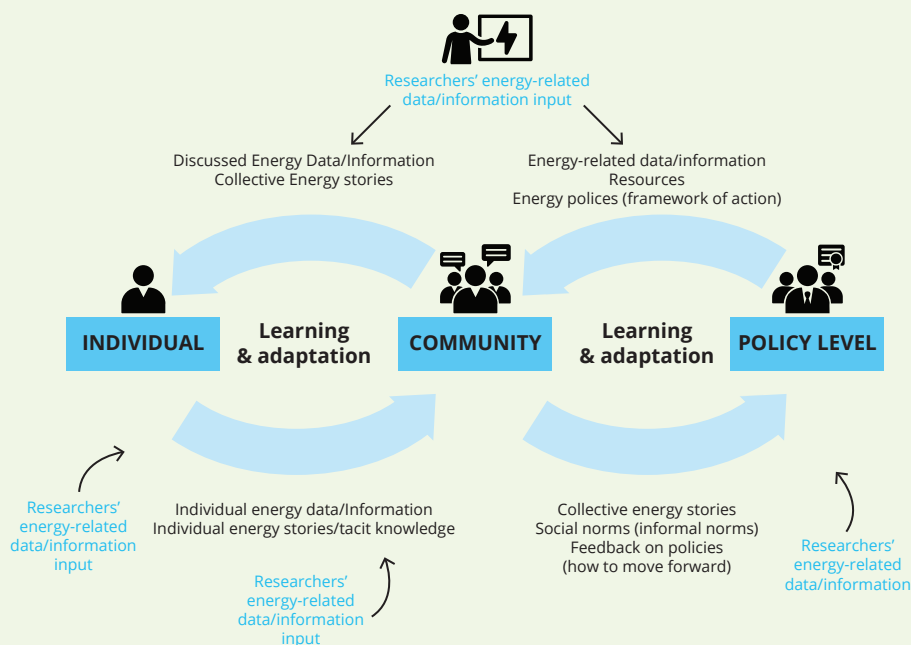 Researchers' energy-related
data/information input
Discussed Energy Data/Information
Collective Energy stories
Energy-related data/information
Resources
Energy polices (framework of action)
INDIVIDUAL
Learning
& adaptation
COMMUNITY
Learning
& adaptation
POLICY LEVEL
Researchers'
energy-related
data/information
input
Individual energy data/Information
Individual energy stories/tacit knowledge
Researchers'
energy-related
data/information
input
Collective energy stories
Social norms (informal norms)
Feedback on policies
(how to move forward)
Researchers'
energy-related
data/information